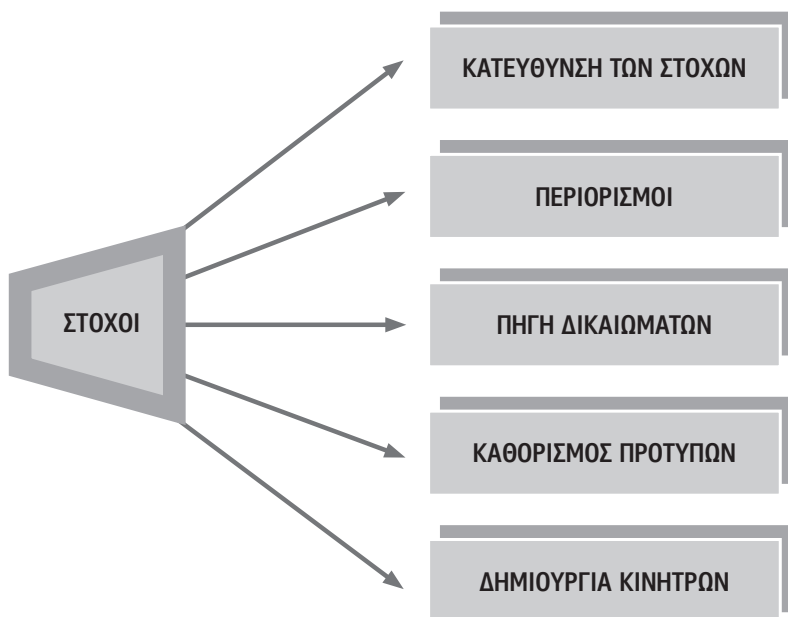 ΚΑΤΕΥΘΥΝΣΗ ΤΩΝ ΣΤΟΧΩΝ
ΠΕΡΙΟΡΙΣΜΟΙ
ΣΤΟΧΟΙ
ΠΗΓΗ ΔΙΚΑΙΩΜΑΤΩΝ
ΚΑΘΟΡΙΣΜΟΣ ΠΡΟΤΥΠΩΝ
ΔΗΜΙΟΥΡΓΙΑ ΚΙΝΗΤΡΩΝ